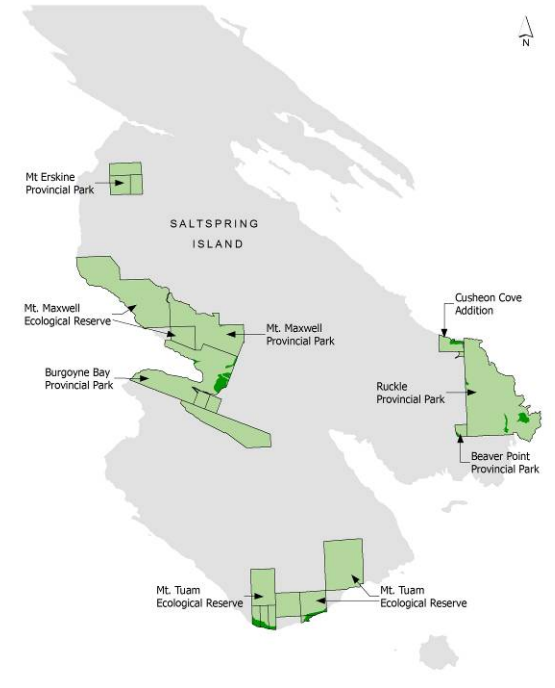 N
Mt Erskine
Provincial Park
SALTSPRING
ISLAND
Mt. Maxwell
Ecological Reserve
Mt. Maxwell
Provincial Park
Cusheon Cove
Addition
Burgoyne Bay
Provincial Park
Ruckle
Provincial Park
Beaver Point
Provincial Park
Mt. Tuam
Ecological Reserve
Mt. Tuam
Ecological Reserve